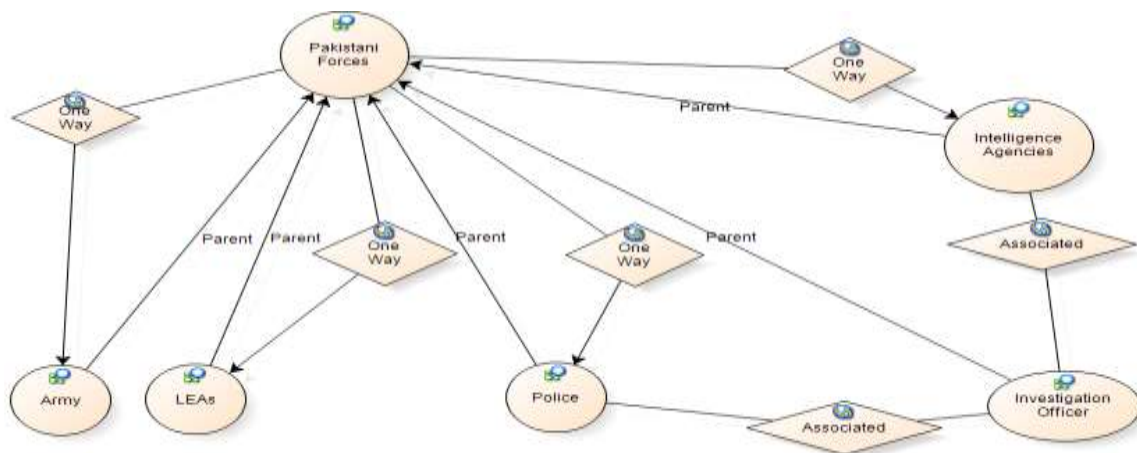 Pakistani
Forces
One
Way
One
Way
Parent
Intelligence
Agencies
Parent
Parent
One
Way
Parent
One
Way
Parent
Associated
Army
LEAs
Police
Investigation
Officer
Associated